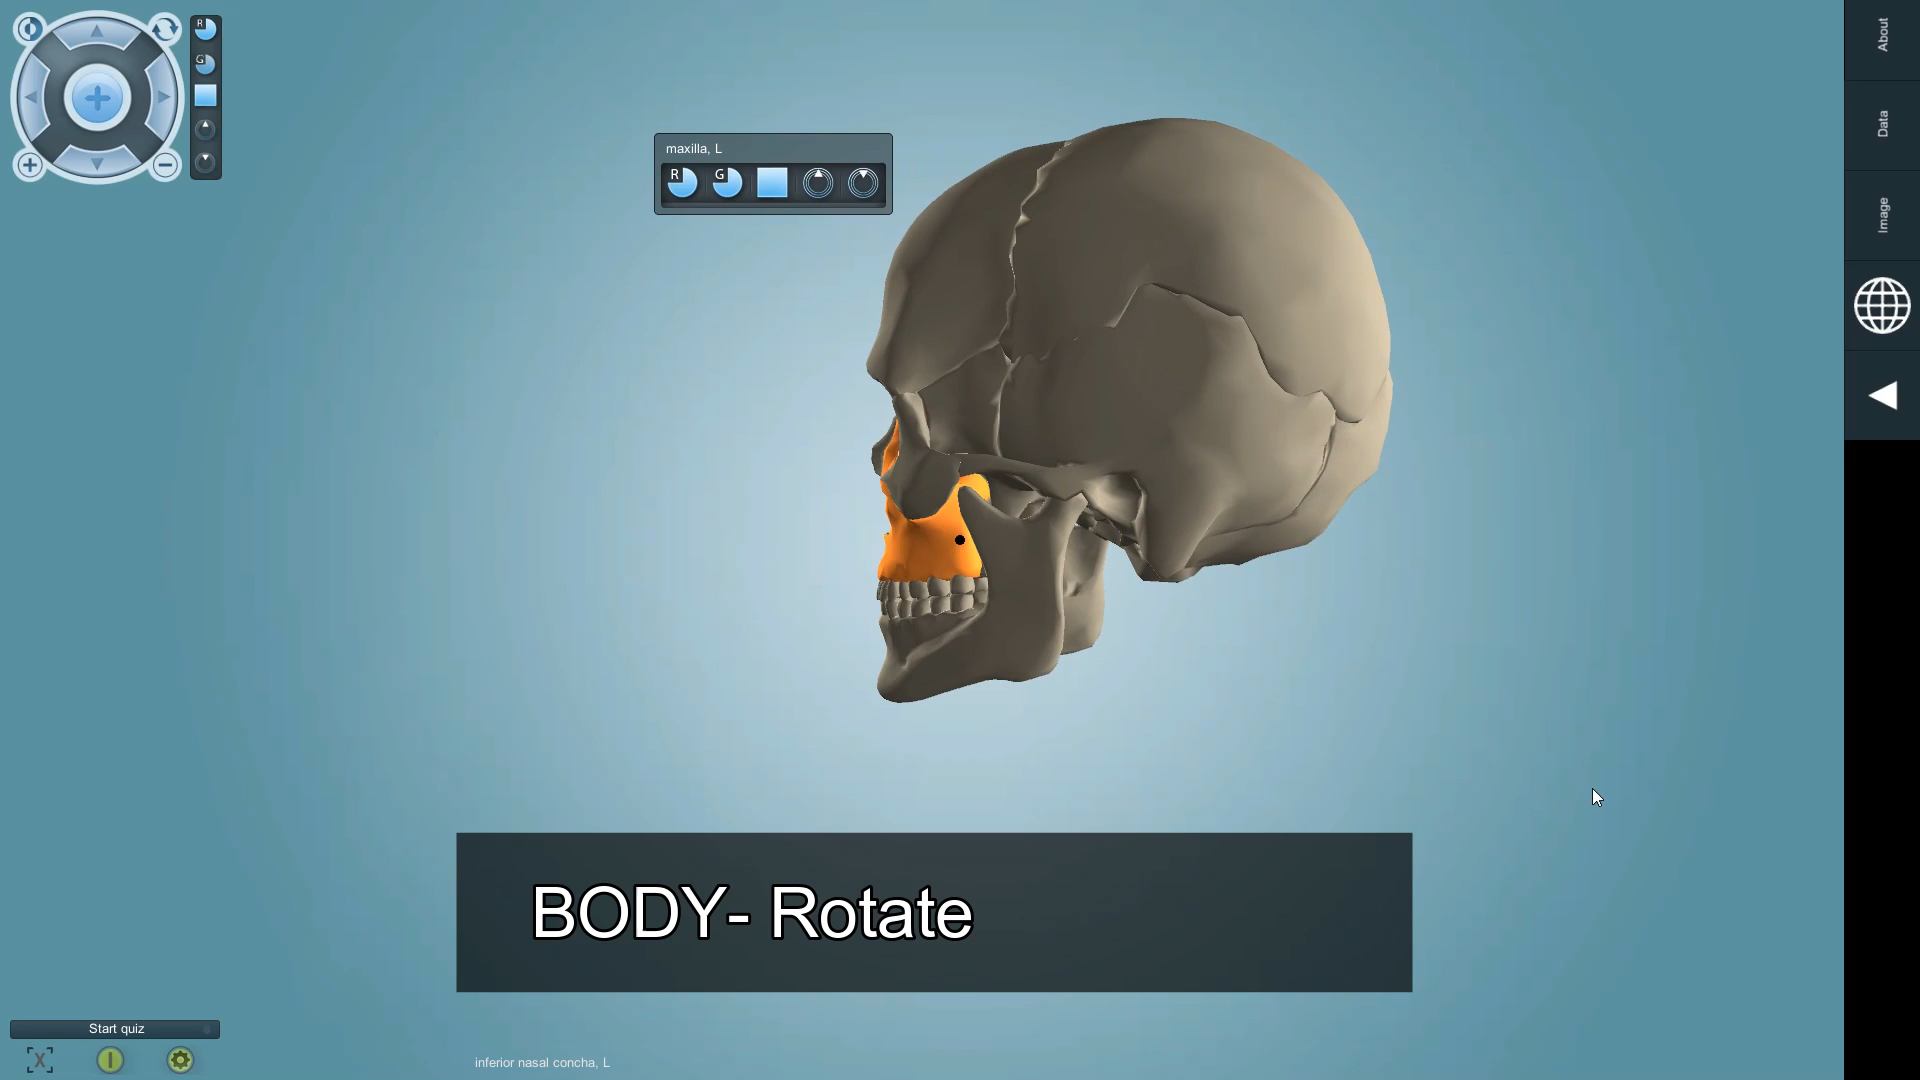 R
G
maxilla, L
R G
About
Data
Image
BODY- Rotate
Start quiz
X
inferior nasal concha, L